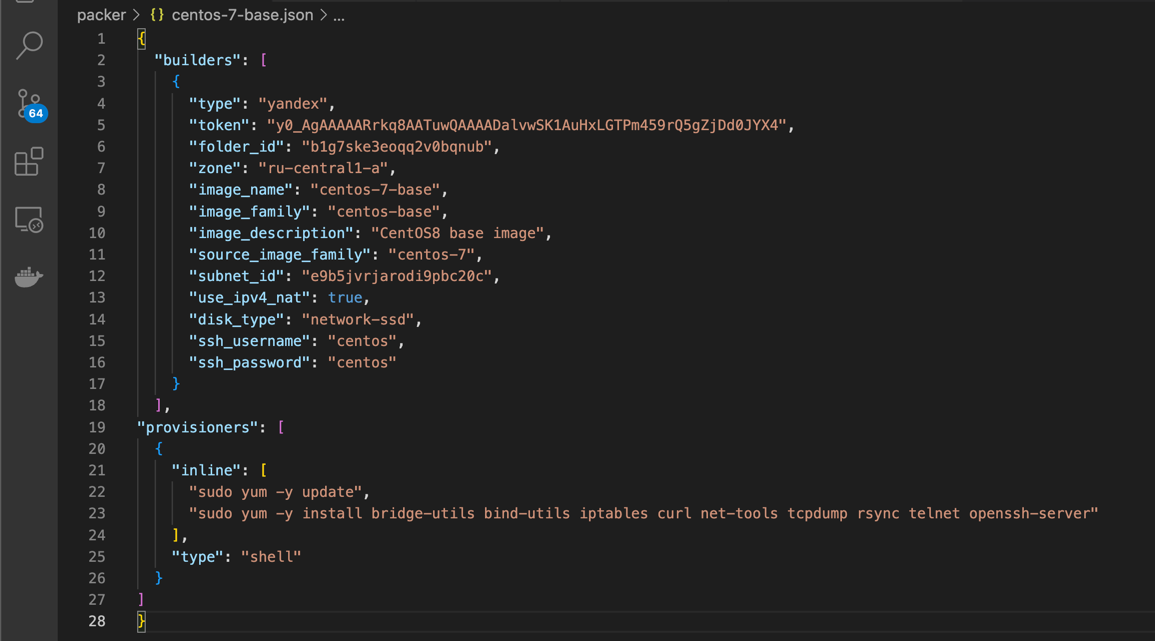 packer > {} centos-7-base.json > ...
64
1 {
2 "builders": [
3 {
4 "type": "yandex",
5 "token": "y0_AgAAAAARrkq8AATuwQAAAADalvwSK1AuHxLGTPm459rQ5gZjDd0JYX4",
6 "folder_id": "b1g7ske3eoqq2v0bqnub",
7 "zone": "ru-central1-a",
8 "image_name": "centos-7-base",
9 "image_family": "centos-base",
10 "image_description": "CentOS8 base image",
11 "source_image_family": "centos-7",
12 "subnet_id": "e9b5jvrjarodi9pbc20c",
13 "use_ipv4_nat": true,
14 "disk_type": "network-ssd",
15 "ssh_username": "centos",
16 "ssh_password": "centos"
17 }
18 ],
19 "provisioners": [
20 {
21 "inline": [
22 "sudo yum -y update",
23 "sudo yum -y install bridge-utils bind-utils iptables curl net-tools tcpdump rsync telnet openssh-server"
24 ],
25 "type": "shell"
26 }
27 ]
28 }